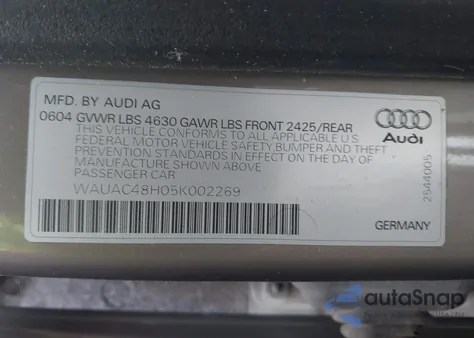 MFD. BY AUDI AG
0604 GVWR LBS 4630 GAWR LBS FRONT 2425/REAR
THIS VEHICLE CONFORMS TO ALL APPLICABLE U S
FEDERAL MOTOR VEHICLE SAFETY, BUMPER AND THEFT
PREVENTION STANDARDS IN EFFECT ON THE DAY OF
MANUFACTURING SHOWN ABOVE
PASSENGER CAR
WAUAC48H05K002269
Audi
2544005
GERMANY
autoSnap